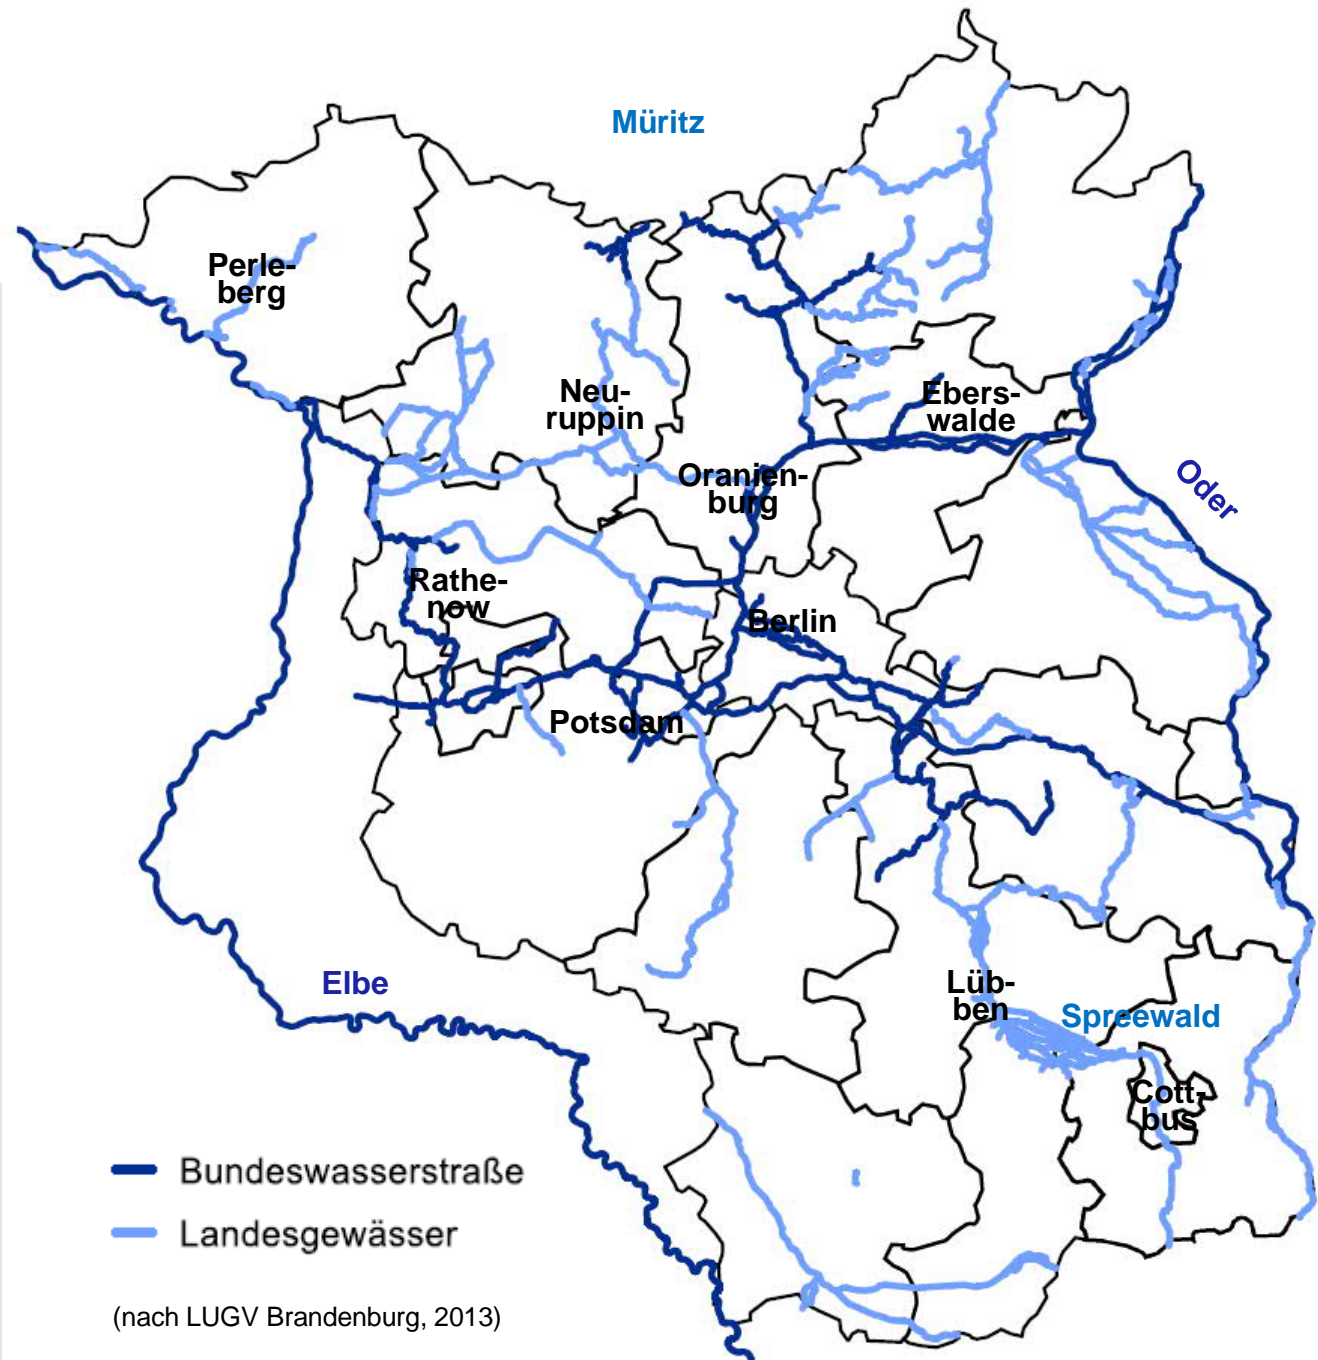 Müritz
Perle-
berg
Neu-
ruppin
Ebers-
walde
Oranien-
burg
Oder
Rathe-
now
Berlin
Potsdam
Elbe
Lüb-
ben
Spreewald
Cott-
bus
Bundeswasserstraße
Landesgewässer
(nach LUGV Brandenburg, 2013)